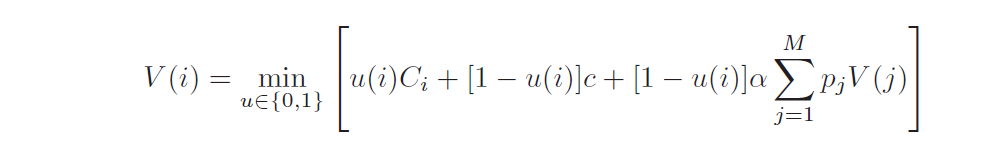 V(i) = min_{u∈{0,1}} [ u(i)C_i + [1 − u(i)]c + [1 − u(i)]α ∑_{j=1}^{M} p_j V(j) ]